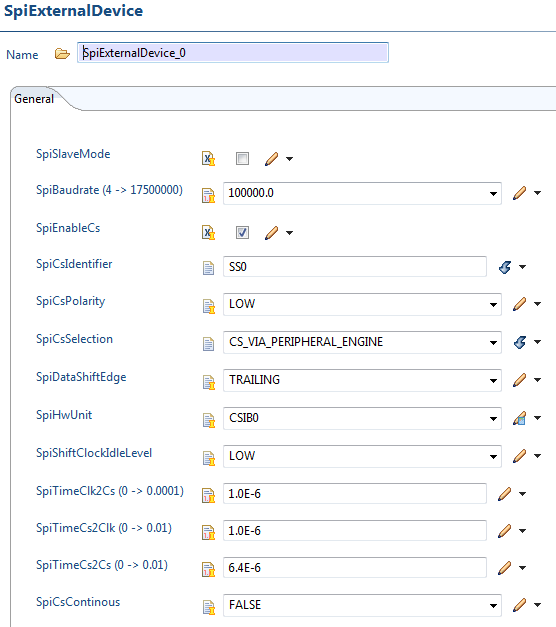 SpiExternalDevice
Name SpiExternalDevice_0
General
SpiSlaveMode
SpiBaudrate (4 -> 17500000) 100000.0
SpiEnableCs
SpiCsIdentifier SS0
SpiCsPolarity LOW
SpiCsSelection CS_VIA_PERIPHERAL_ENGINE
SpiDataShiftEdge TRAILING
SpiHwUnit CSIB0
SpiShiftClockIdleLevel LOW
SpiTimeClk2Cs (0 -> 0.0001) 1.0E-6
SpiTimeCs2Clk (0 -> 0.01) 1.0E-6
SpiTimeCs2Cs (0 -> 0.01) 6.4E-6
SpiCsContinous FALSE